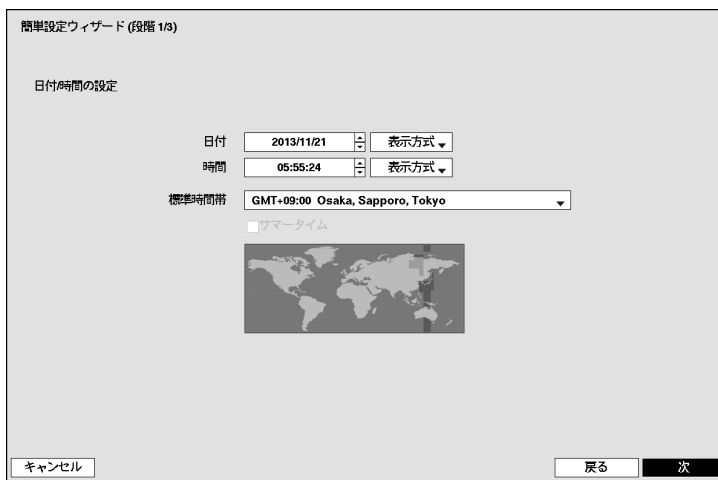 簡単設定ウィザード (段階 1/3)
日付/時間の設定
日付 2013/11/21 表示方式
時間 05:55:24 表示方式
標準時間帯 GMT+09:00 Osaka, Sapporo, Tokyo
サマータイム
キャンセル 戻る 次